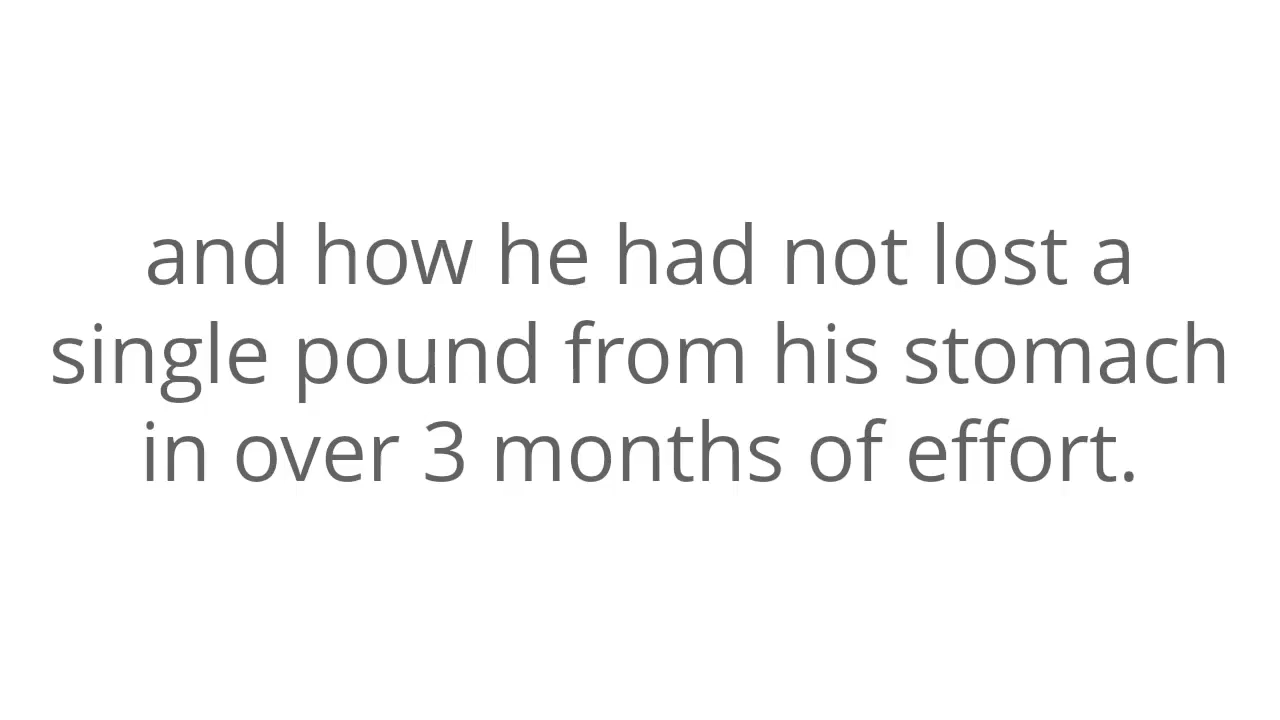 and how he had not lost a
single pound from his stomach
in over 3 months of effort.